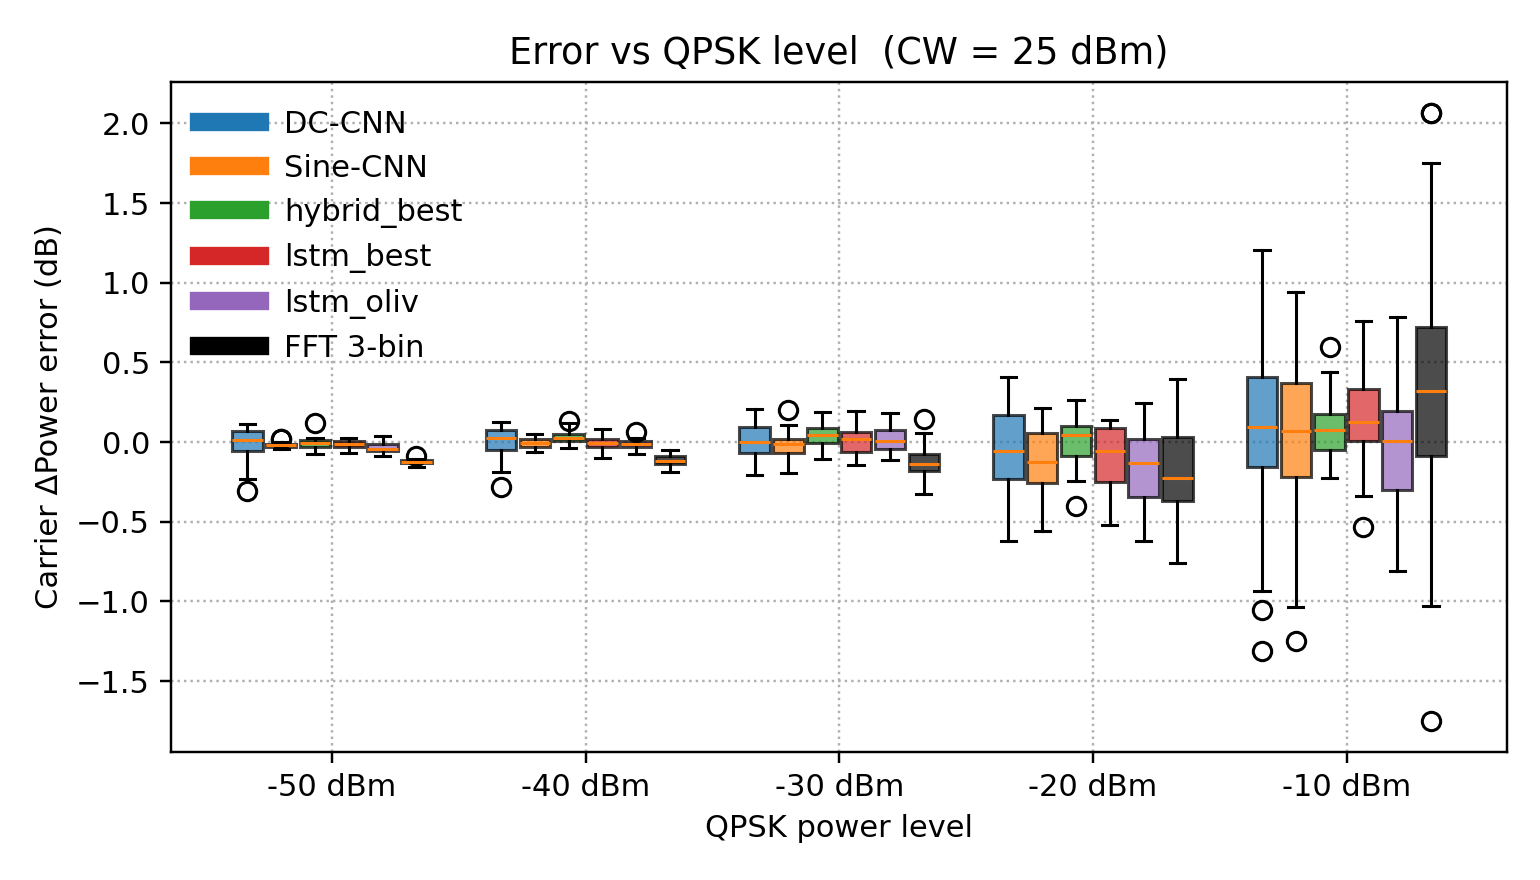 Error vs QPSK level  (CW = 25 dBm)
DC-CNN
Sine-CNN
hybrid_best
lstm_best
lstm_oliv
FFT 3-bin
Carrier ΔPower error (dB)
2.0
1.5
1.0
0.5
0.0
−0.5
−1.0
−1.5
-50 dBm
-40 dBm
-30 dBm
-20 dBm
-10 dBm
QPSK power level